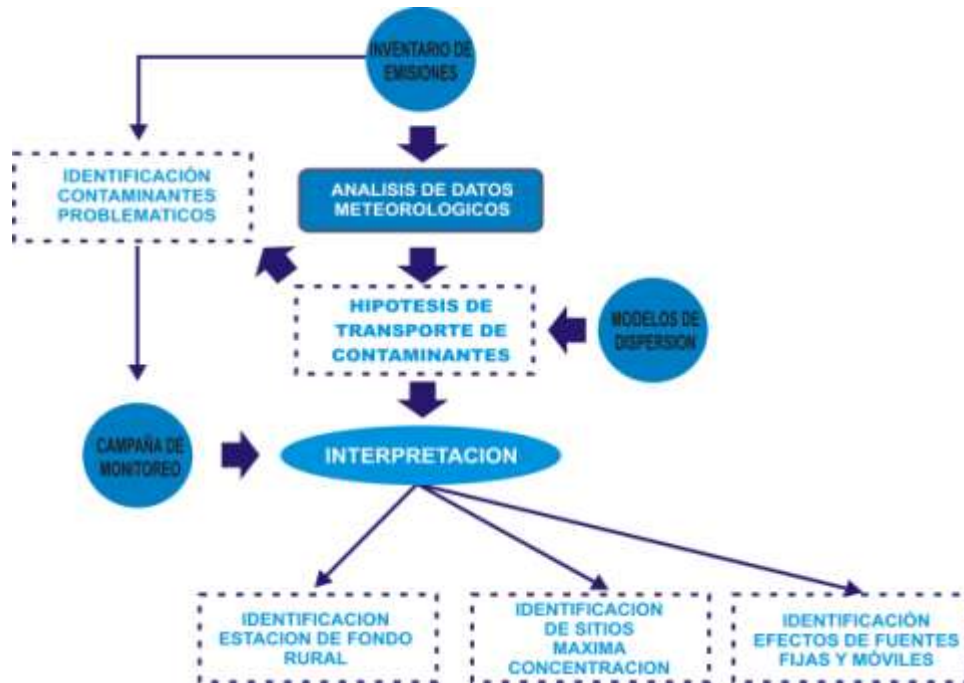 INVENTARIO DE
EMISIONES
IDENTIFICACIÓN
CONTAMINANTES
PROBLEMATICOS
ANALISIS DE DATOS
METEOROLOGICOS
HIPOTESIS DE
TRANSPORTE DE
CONTAMINANTES
MODELOS DE
DISPERSION
CAMPAÑA DE
MONITOREO
INTERPRETACION
IDENTIFICACION
ESTACION DE FONDO
RURAL
IDENTIFICACION
DE SITIOS
MAXIMA
CONCENTRACION
IDENTIFICACIÓN
EFECTOS DE FUENTES
FIJAS Y MÓVILES